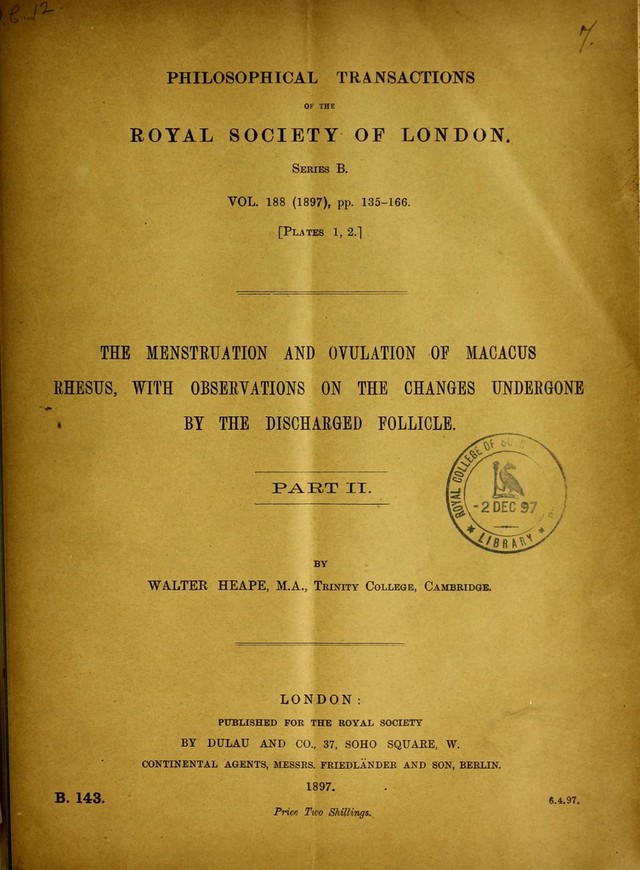 7.
PHILOSOPHICAL TRANSACTIONS
OF THE
ROYAL SOCIETY OF LONDON.
SERIES B.
VOL. 188 (1897), pp. 135–166.
[PLATES 1, 2.]
THE MENSTRUATION AND OVULATION OF MACACUS
RHESUS, WITH OBSERVATIONS ON THE CHANGES UNDERGONE
BY THE DISCHARGED FOLLICLE.
PART II.
ROYAL COLLEGE OF
-2 DEC 97
* LIBRARY *
BY
WALTER HEAPE, M.A., TRINITY COLLEGE, CAMBRIDGE.
LONDON:
PUBLISHED FOR THE ROYAL SOCIETY
BY DULAU AND CO., 37, SOHO SQUARE, W.
CONTINENTAL AGENTS, MESSRS. FRIEDLÄNDER AND SON, BERLIN.
1897.
B. 143.
6.4.97.
Price Two Shillings.